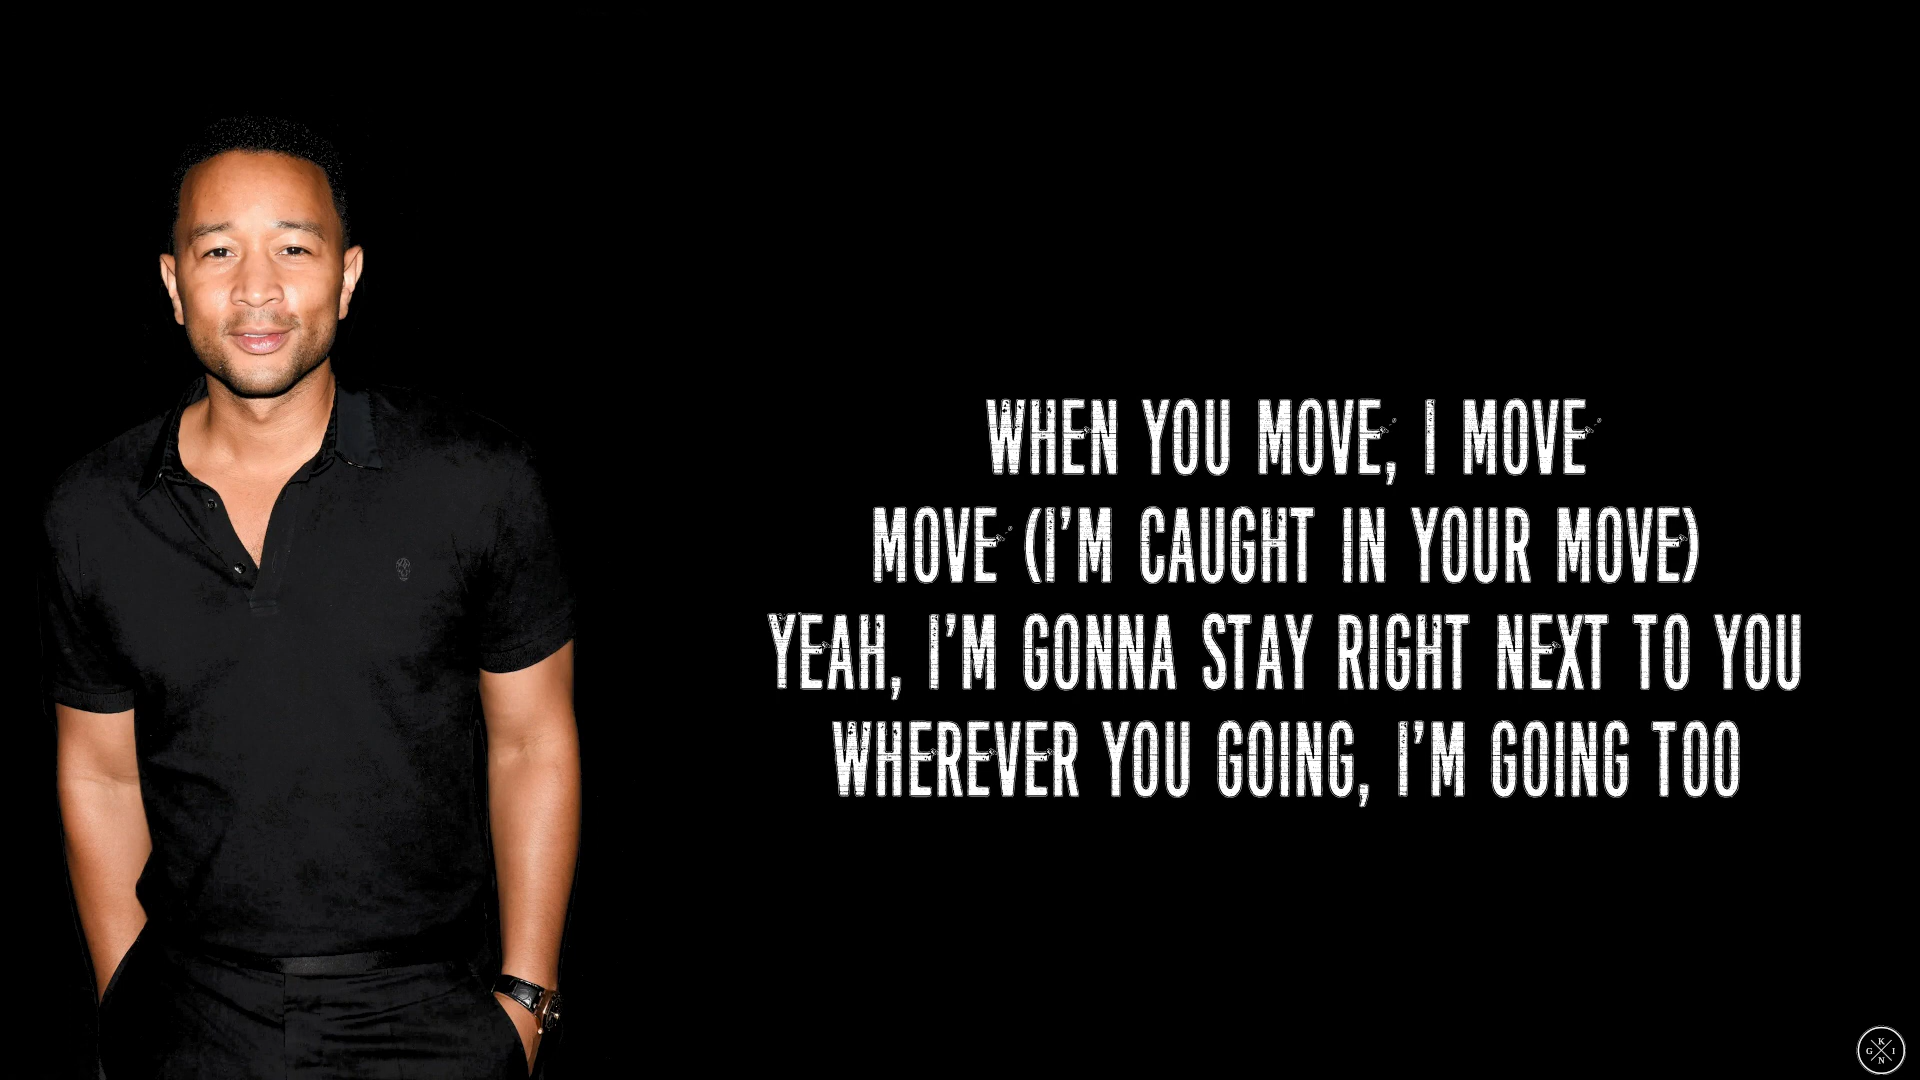 WHEN YOU MOVE, I MOVE
MOVE (I'M CAUGHT IN YOUR MOVE)
YEAH, I'M GONNA STAY RIGHT NEXT TO YOU
WHEREVER YOU GOING, I'M GOING TOO
K
G I
N